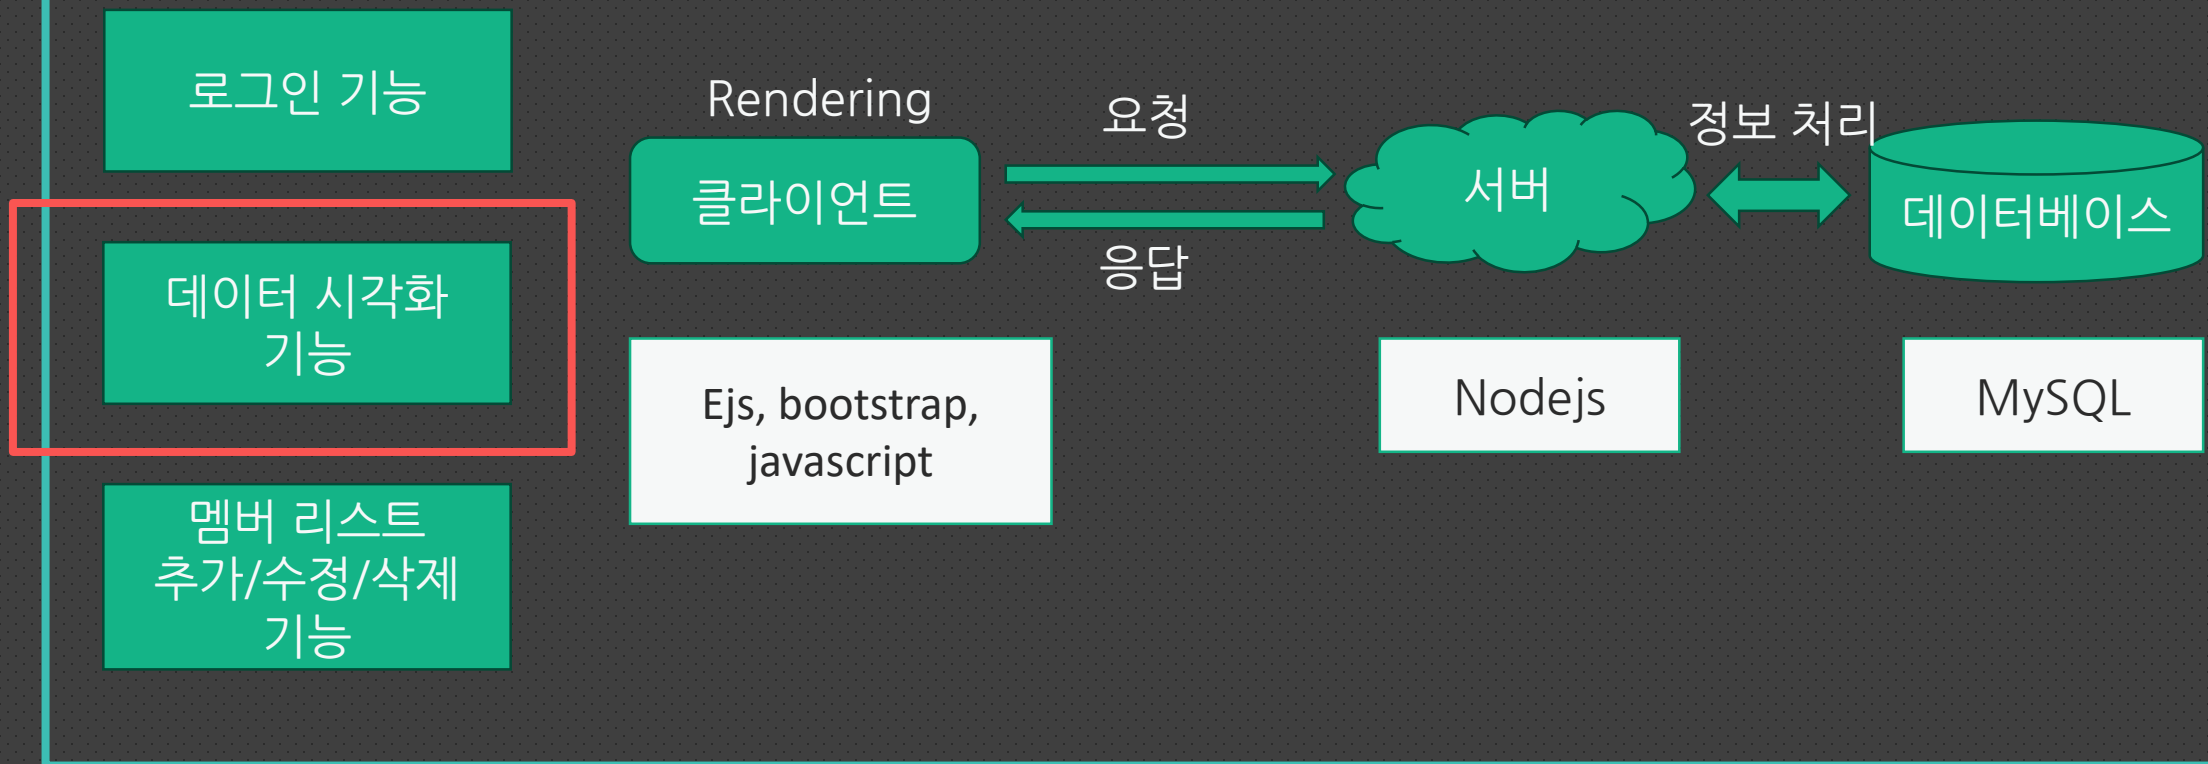 로그인 기능
데이터 시각화
기능
멤버 리스트
추가/수정/삭제
기능
Rendering
클라이언트
요청
응답
서버
정보 처리
데이터베이스
Ejs, bootstrap,
javascript
Nodejs
MySQL